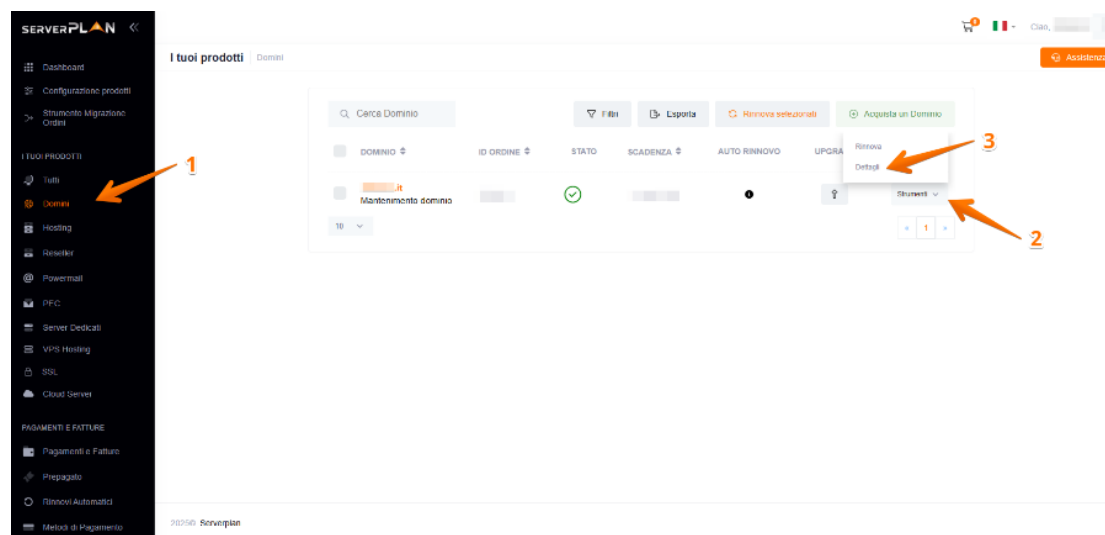 SERVERPLAN «
0
Ciao,
Dashboard
Configurazione prodotti
Strumento Migrazione
Ordini
I TUOI PRODOTTI
Tutti
Domini
Hosting
Reseller
Powermail
PEC
Server Dedicati
VPS Hosting
SSL
Cloud Server
PAGAMENTI E FATTURE
Pagamenti e Fatture
Prepagato
Rinnovi Automatici
Metodi di Pagamento
I tuoi prodotti Domini
Assistenza
Cerca Dominio
Filtri
Esporta
Rinnova selezionati
Acquista un Dominio
DOMINIO
ID ORDINE
STATO
SCADENZA
AUTO RINNOVO
UPGRA
Rinnova
Dettagli
.it
Mantenimento dominio
Strumenti
10
« 1 »
1
2
3
2025© Serverplan